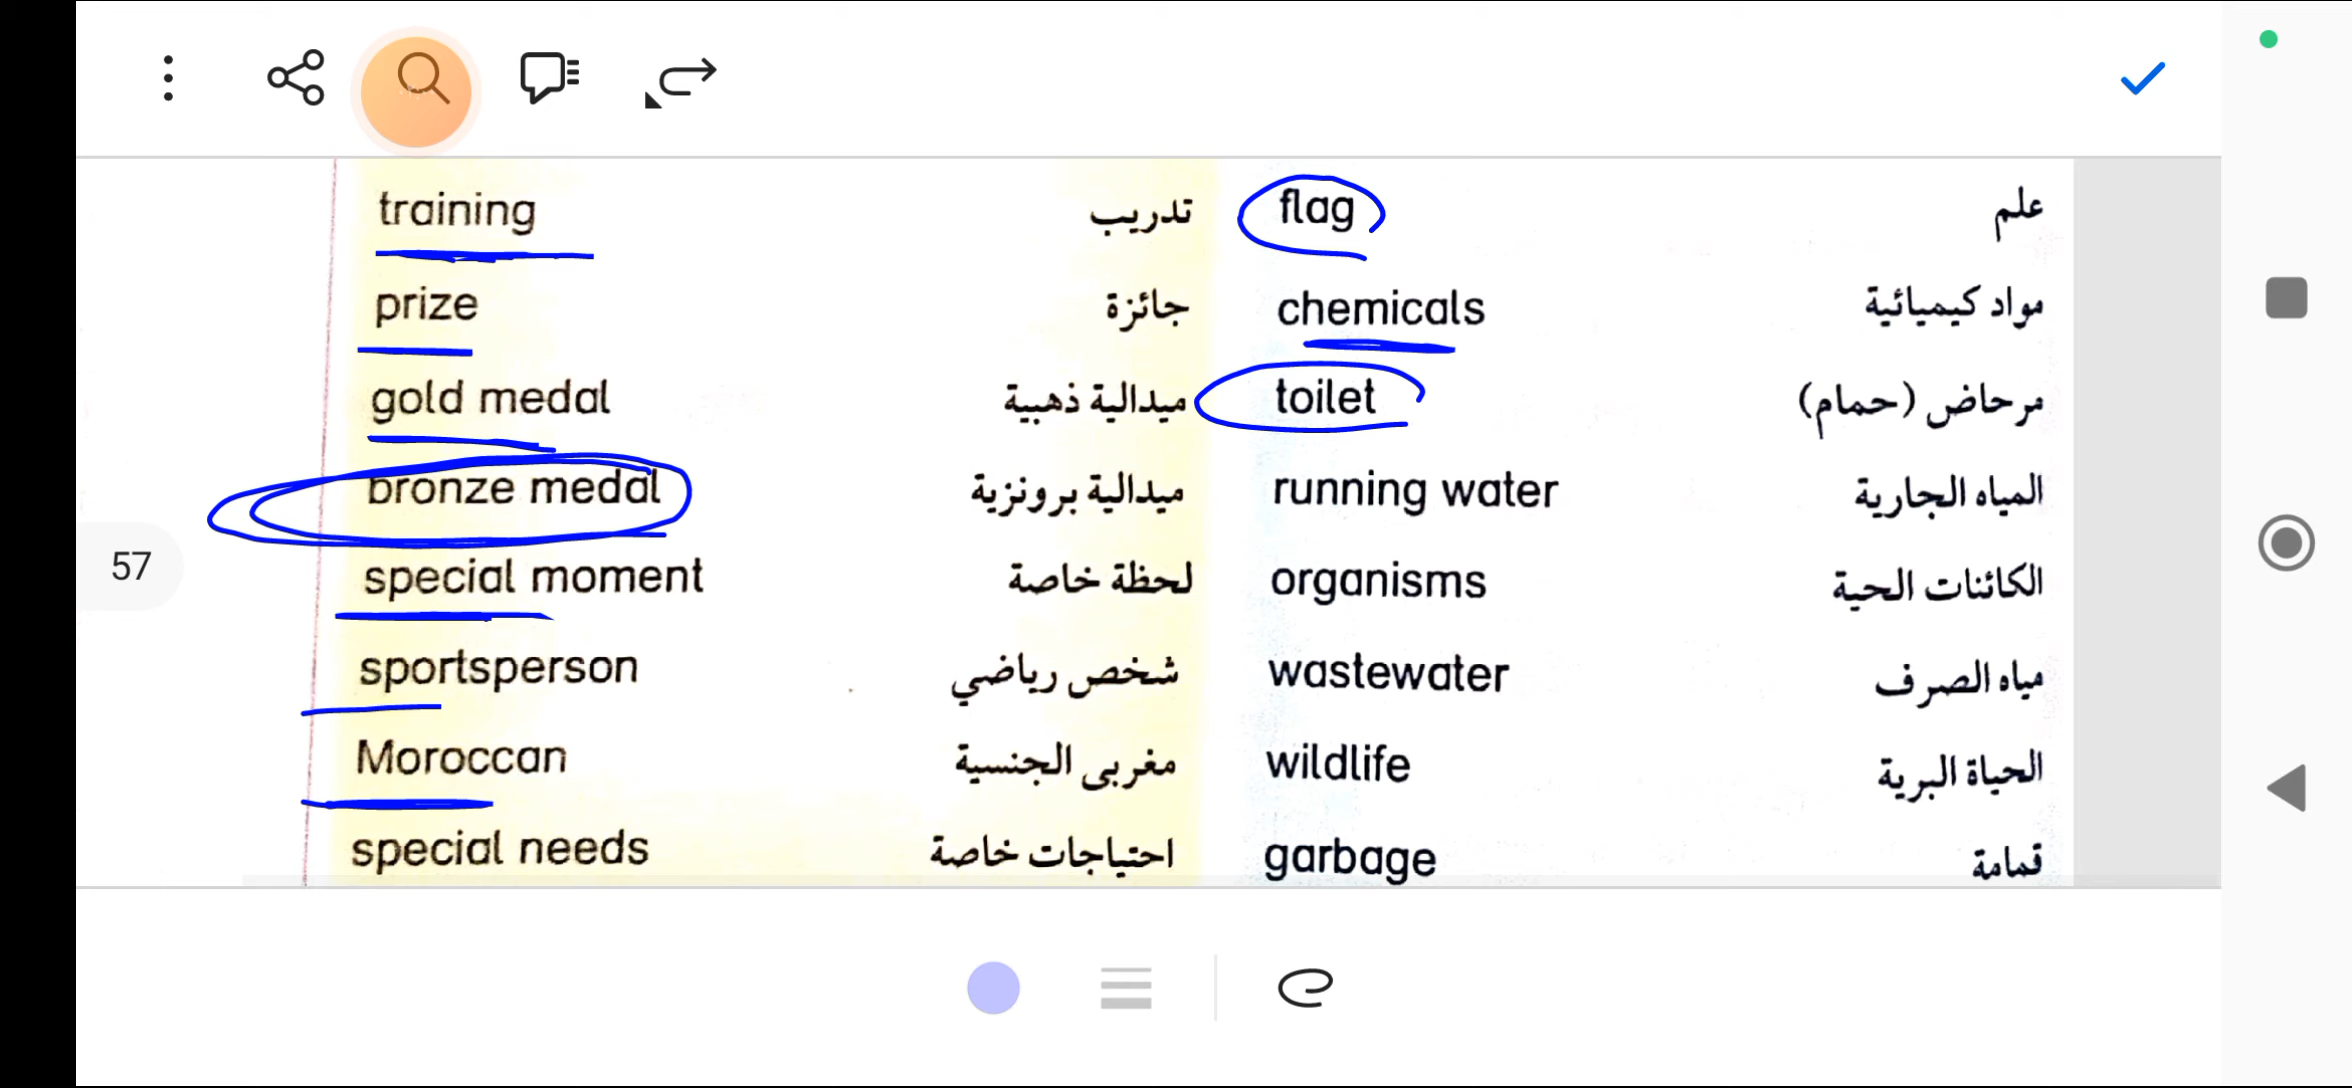 training تدريب flag علم
prize جائزة chemicals مواد كيميائية
gold medal ميدالية ذهبية toilet مرحاض (حمام)
bronze medal ميدالية برونزية running water المياه الجارية
special moment لحظة خاصة organisms الكائنات الحية
57
sportsperson شخص رياضي wastewater مياه الصرف
Moroccan مغربى الجنسية wildlife الحياة البرية
special needs احتياجات خاصة garbage قمامة